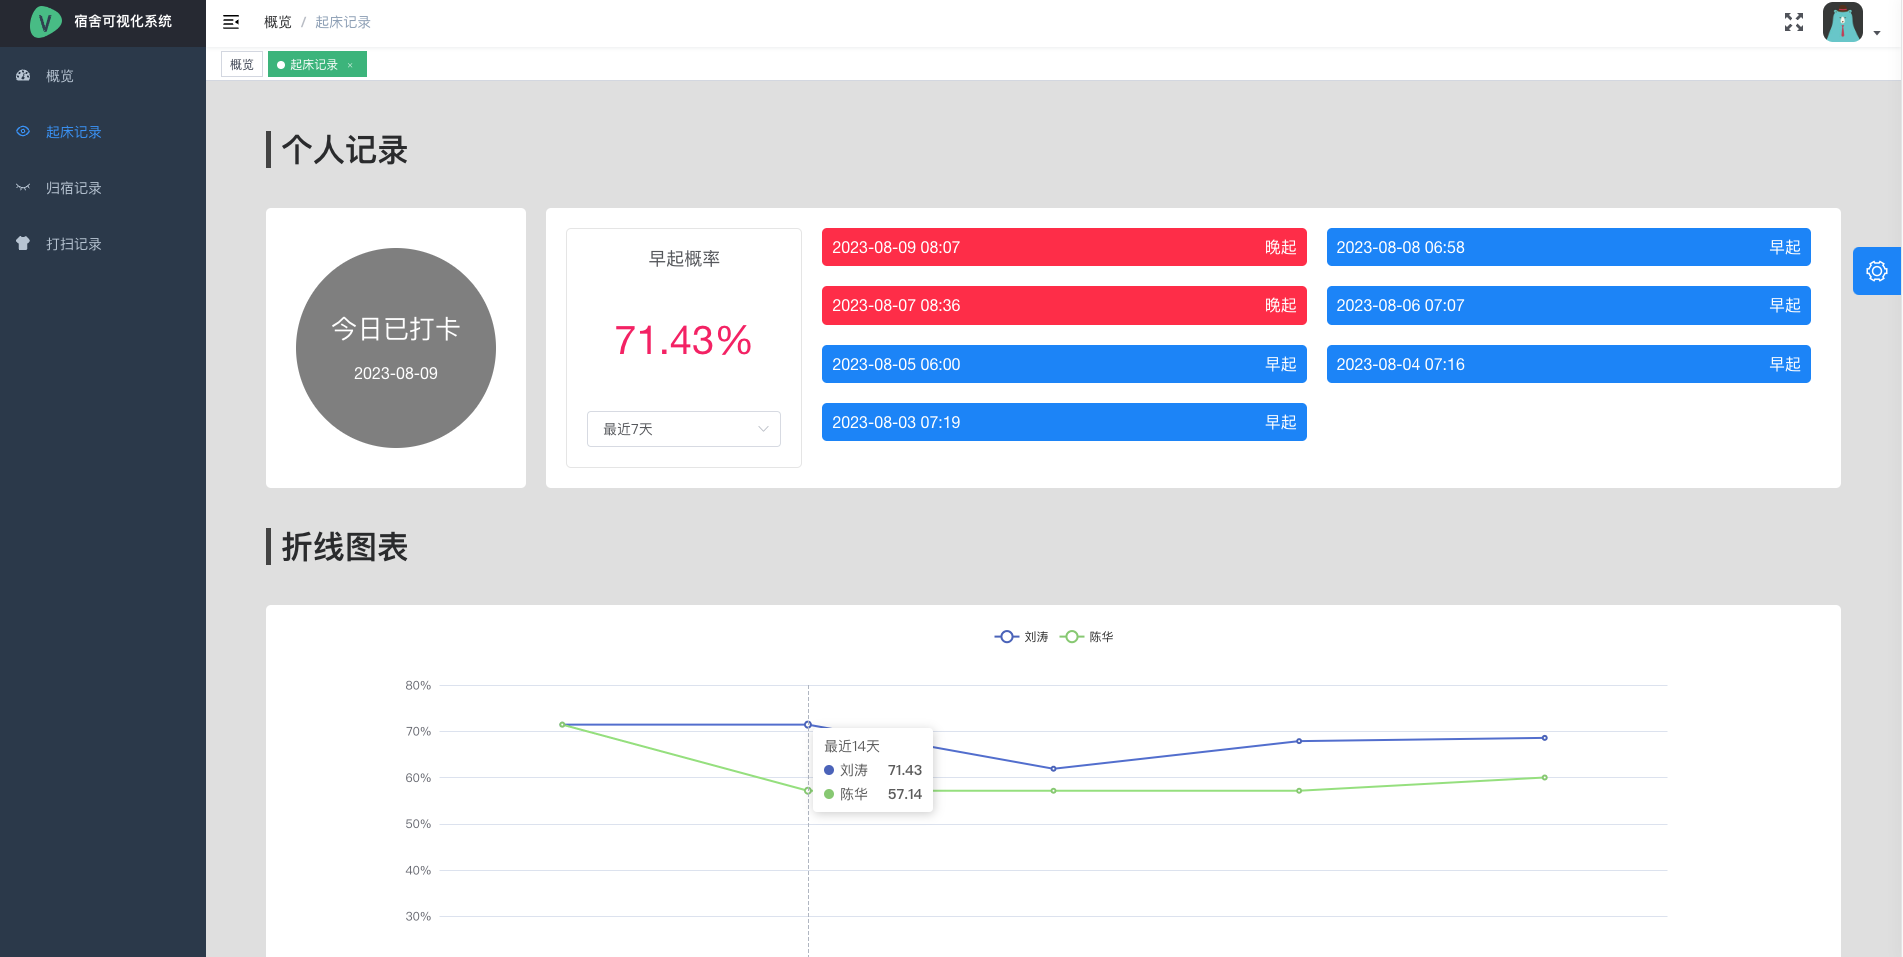 宿舍可视化系统
概览 / 起床记录
概览
起床记录 ×
概览
起床记录
归宿记录
打扫记录
个人记录
今日已打卡
2023-08-09
早起概率
71.43%
最近7天
2023-08-09 08:07 晚起
2023-08-08 06:58 早起
2023-08-07 08:36 晚起
2023-08-06 07:07 早起
2023-08-05 06:00 早起
2023-08-04 07:16 早起
2023-08-03 07:19 早起
折线图表
刘涛 陈华
80%
70%
60%
50%
40%
30%
最近14天
刘涛 71.43
陈华 57.14